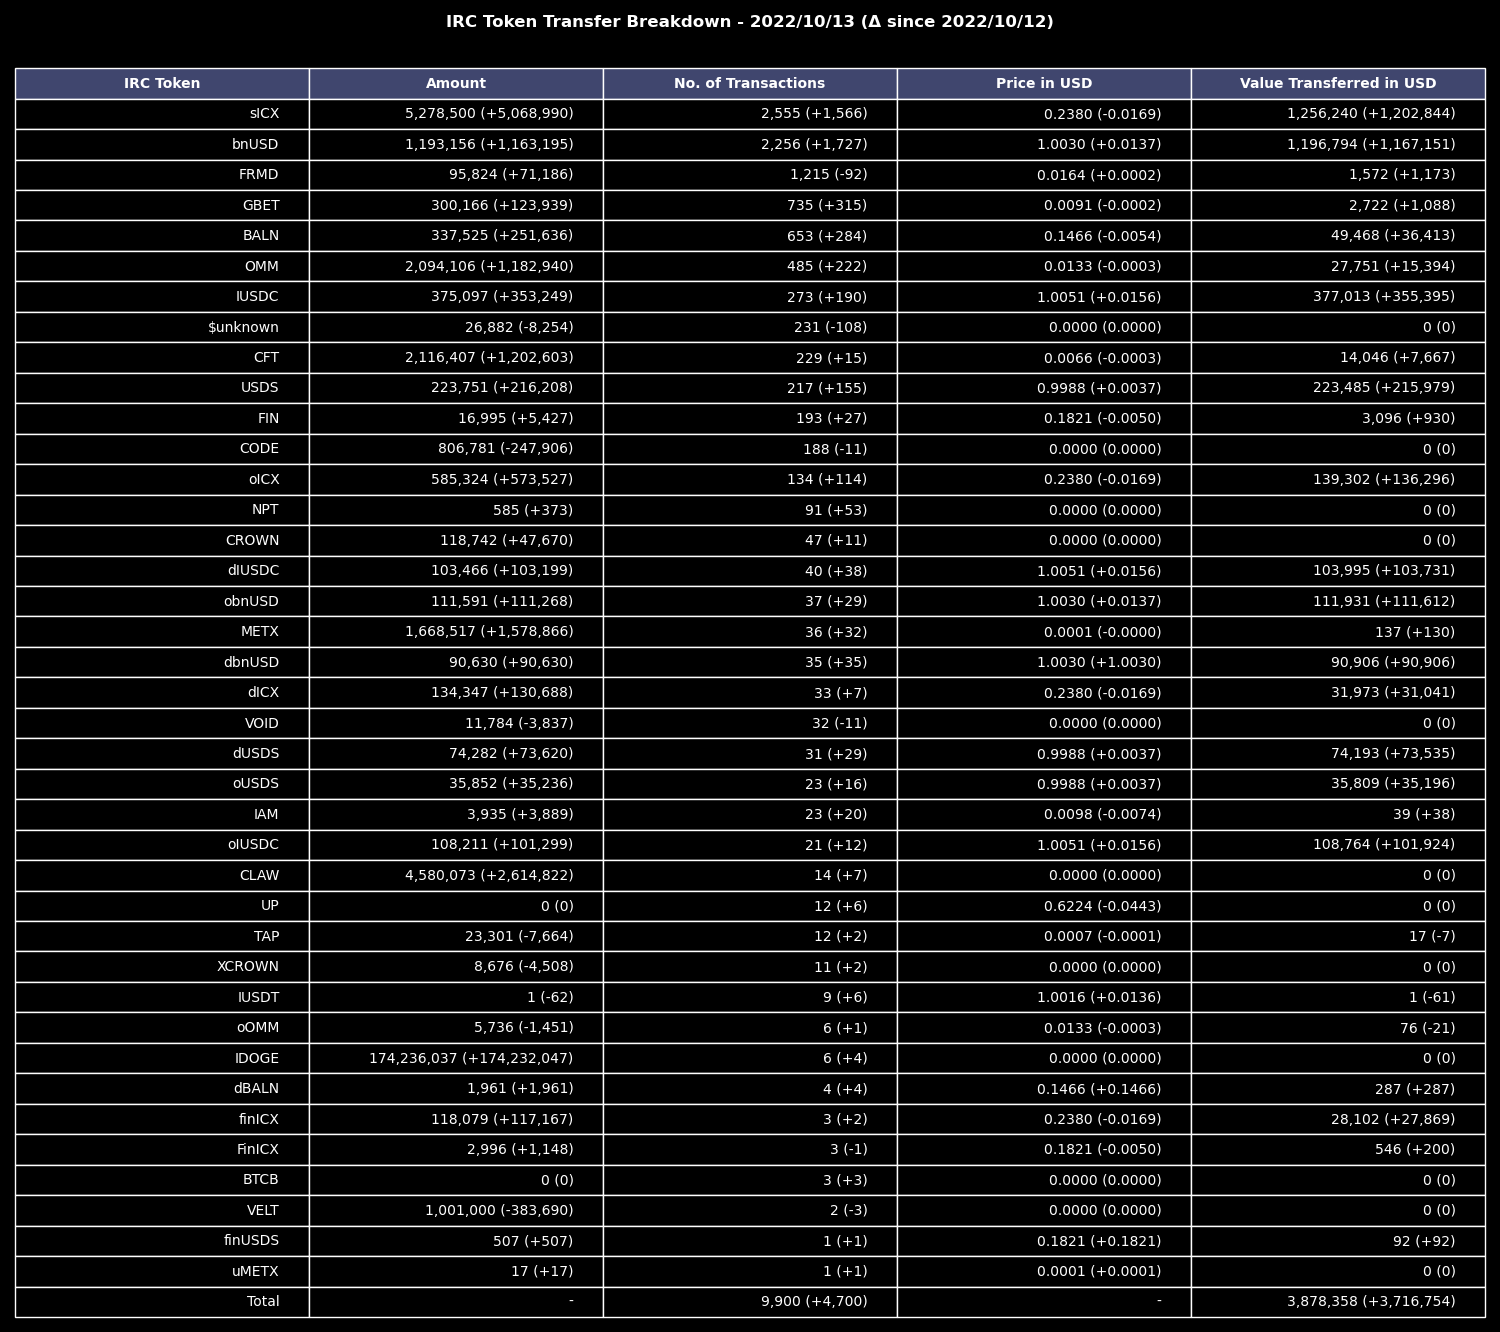 IRC Token Transfer Breakdown - 2022/10/13 (Δ since 2022/10/12)
IRC Token Amount No. of Transactions Price in USD Value Transferred in USD
sICX 5,278,500 (+5,068,990) 2,555 (+1,566) 0.2380 (-0.0169) 1,256,240 (+1,202,844)
bnUSD 1,193,156 (+1,163,195) 2,256 (+1,727) 1.0030 (+0.0137) 1,196,794 (+1,167,151)
FRMD 95,824 (+71,186) 1,215 (-92) 0.0164 (+0.0002) 1,572 (+1,173)
GBET 300,166 (+123,939) 735 (+315) 0.0091 (-0.0002) 2,722 (+1,088)
BALN 337,525 (+251,636) 653 (+284) 0.1466 (-0.0054) 49,468 (+36,413)
OMM 2,094,106 (+1,182,940) 485 (+222) 0.0133 (-0.0003) 27,751 (+15,394)
IUSDC 375,097 (+353,249) 273 (+190) 1.0051 (+0.0156) 377,013 (+355,395)
$unknown 26,882 (-8,254) 231 (-108) 0.0000 (0.0000) 0 (0)
CFT 2,116,407 (+1,202,603) 229 (+15) 0.0066 (-0.0003) 14,046 (+7,667)
USDS 223,751 (+216,208) 217 (+155) 0.9988 (+0.0037) 223,485 (+215,979)
FIN 16,995 (+5,427) 193 (+27) 0.1821 (-0.0050) 3,096 (+930)
CODE 806,781 (-247,906) 188 (-11) 0.0000 (0.0000) 0 (0)
oICX 585,324 (+573,527) 134 (+114) 0.2380 (-0.0169) 139,302 (+136,296)
NPT 585 (+373) 91 (+53) 0.0000 (0.0000) 0 (0)
CROWN 118,742 (+47,670) 47 (+11) 0.0000 (0.0000) 0 (0)
dIUSDC 103,466 (+103,199) 40 (+38) 1.0051 (+0.0156) 103,995 (+103,731)
obnUSD 111,591 (+111,268) 37 (+29) 1.0030 (+0.0137) 111,931 (+111,612)
METX 1,668,517 (+1,578,866) 36 (+32) 0.0001 (-0.0000) 137 (+130)
dbnUSD 90,630 (+90,630) 35 (+35) 1.0030 (+1.0030) 90,906 (+90,906)
dICX 134,347 (+130,688) 33 (+7) 0.2380 (-0.0169) 31,973 (+31,041)
VOID 11,784 (-3,837) 32 (-11) 0.0000 (0.0000) 0 (0)
dUSDS 74,282 (+73,620) 31 (+29) 0.9988 (+0.0037) 74,193 (+73,535)
oUSDS 35,852 (+35,236) 23 (+16) 0.9988 (+0.0037) 35,809 (+35,196)
IAM 3,935 (+3,889) 23 (+20) 0.0098 (-0.0074) 39 (+38)
oIUSDC 108,211 (+101,299) 21 (+12) 1.0051 (+0.0156) 108,764 (+101,924)
CLAW 4,580,073 (+2,614,822) 14 (+7) 0.0000 (0.0000) 0 (0)
UP 0 (0) 12 (+6) 0.6224 (-0.0443) 0 (0)
TAP 23,301 (-7,664) 12 (+2) 0.0007 (-0.0001) 17 (-7)
XCROWN 8,676 (-4,508) 11 (+2) 0.0000 (0.0000) 0 (0)
IUSDT 1 (-62) 9 (+6) 1.0016 (+0.0136) 1 (-61)
oOMM 5,736 (-1,451) 6 (+1) 0.0133 (-0.0003) 76 (-21)
IDOGE 174,236,037 (+174,232,047) 6 (+4) 0.0000 (0.0000) 0 (0)
dBALN 1,961 (+1,961) 4 (+4) 0.1466 (+0.1466) 287 (+287)
finICX 118,079 (+117,167) 3 (+2) 0.2380 (-0.0169) 28,102 (+27,869)
FinICX 2,996 (+1,148) 3 (-1) 0.1821 (-0.0050) 546 (+200)
BTCB 0 (0) 3 (+3) 0.0000 (0.0000) 0 (0)
VELT 1,001,000 (-383,690) 2 (-3) 0.0000 (0.0000) 0 (0)
finUSDS 507 (+507) 1 (+1) 0.1821 (+0.1821) 92 (+92)
uMETX 17 (+17) 1 (+1) 0.0001 (+0.0001) 0 (0)
Total - 9,900 (+4,700) - 3,878,358 (+3,716,754)